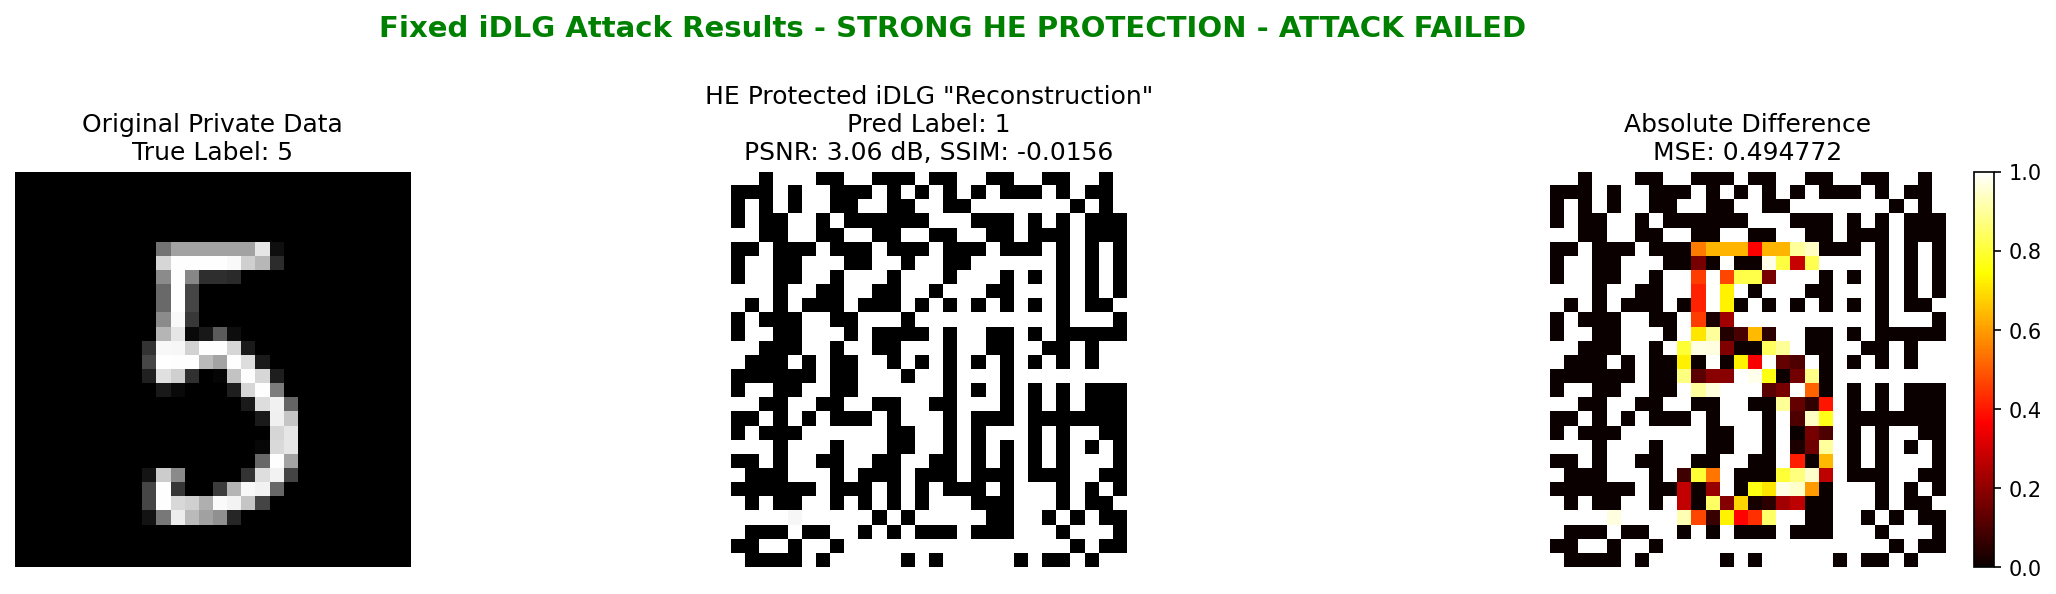 Fixed iDLG Attack Results - STRONG HE PROTECTION - ATTACK FAILED
Original Private Data
True Label: 5
HE Protected iDLG "Reconstruction"
Pred Label: 1
PSNR: 3.06 dB, SSIM: -0.0156
Absolute Difference
MSE: 0.494772
1.0
0.8
0.6
0.4
0.2
0.0
5